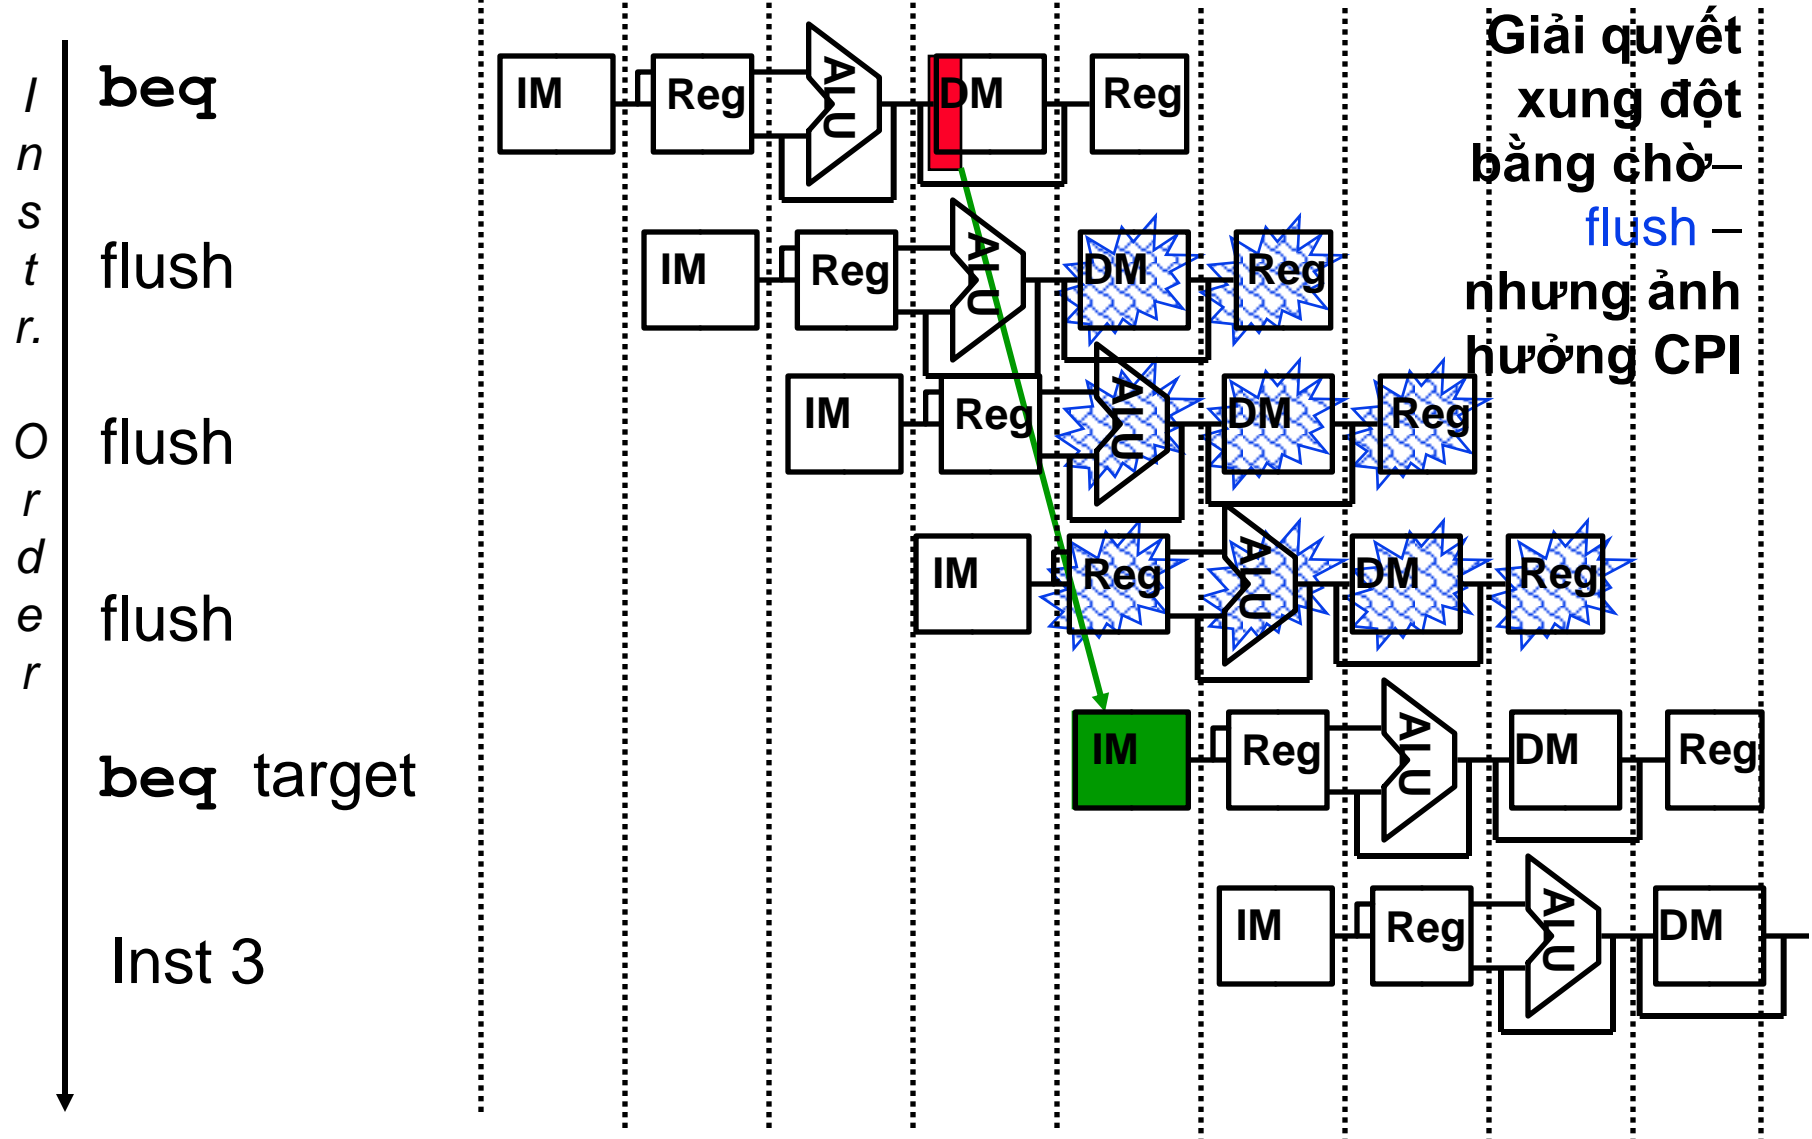 Instr. Order
Giải quyết
xung đột
bằng chờ–
flush –
nhưng ảnh
hưởng CPI
beq
IM Reg ALU DM Reg
flush
IM Reg ALU DM Reg
flush
IM Reg ALU DM Reg
flush
IM Reg ALU DM Reg
beq target
IM Reg ALU DM Reg
Inst 3
IM Reg ALU DM